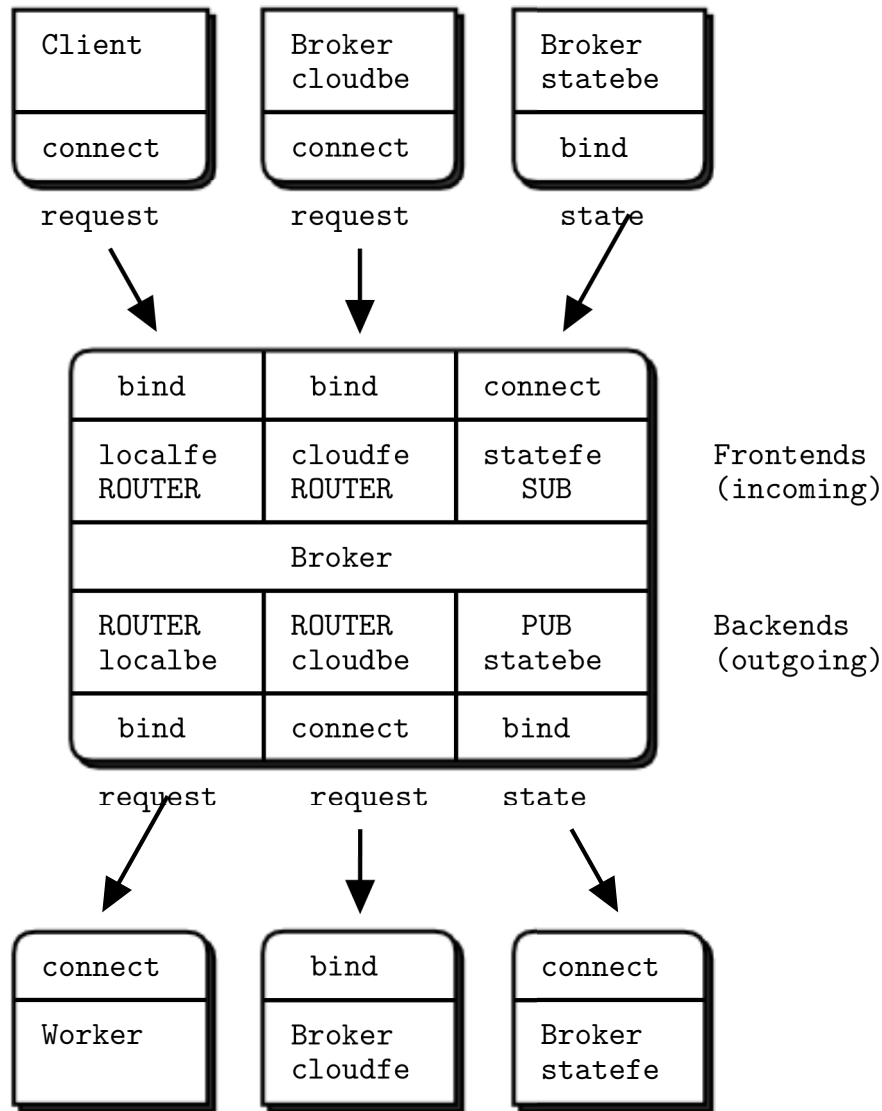 Client
Broker
cloudbe
Broker
statebe
connect
connect
bind
request
request
state
bind
bind
connect
localfe
ROUTER
cloudfe
ROUTER
statefe
SUB
Frontends
(incoming)
Broker
ROUTER
localbe
ROUTER
cloudbe
PUB
statebe
Backends
(outgoing)
bind
connect
bind
request
request
state
connect
bind
connect
Worker
Broker
cloudfe
Broker
statefe